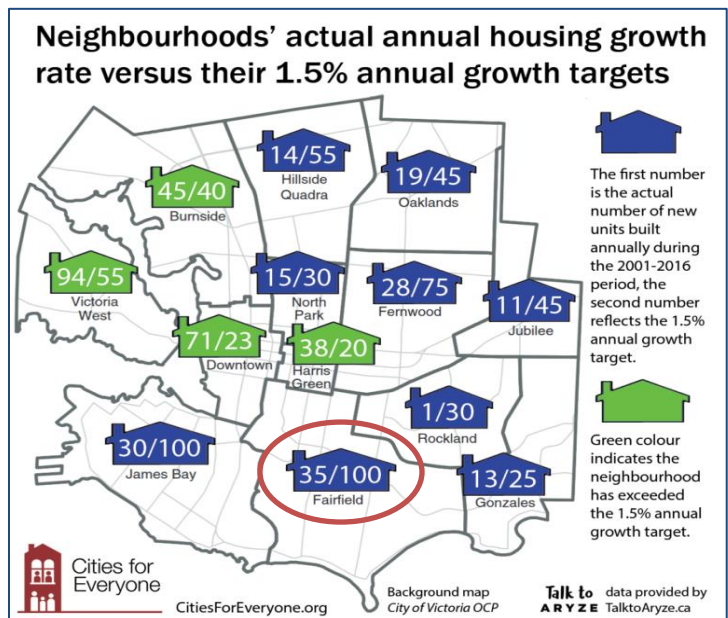 Neighbourhoods' actual annual housing growth
rate versus their 1.5% annual growth targets
14/55
Hillside
Quadra
19/45
Oaklands
45/40
Burnside
94/55
Victoria
West
15/30
North
Park
28/75
Fernwood
11/45
Jubilee
71/23
Downtown
38/20
Harris
Green
1/30
Rockland
30/100
James Bay
35/100
Fairfield
13/25
Gonzales
The first number
is the actual
number of new
units built
annually during
the 2001-2016
period, the
second number
reflects the 1.5%
annual growth
target.
Green colour
indicates the
neighbourhood
has exceeded
the 1.5% annual
growth target.
Cities for
Everyone
CitiesForEveryone.org
Background map
City of Victoria OCP
Talk to
ARYZE
data provided by
TalktoAryze.ca